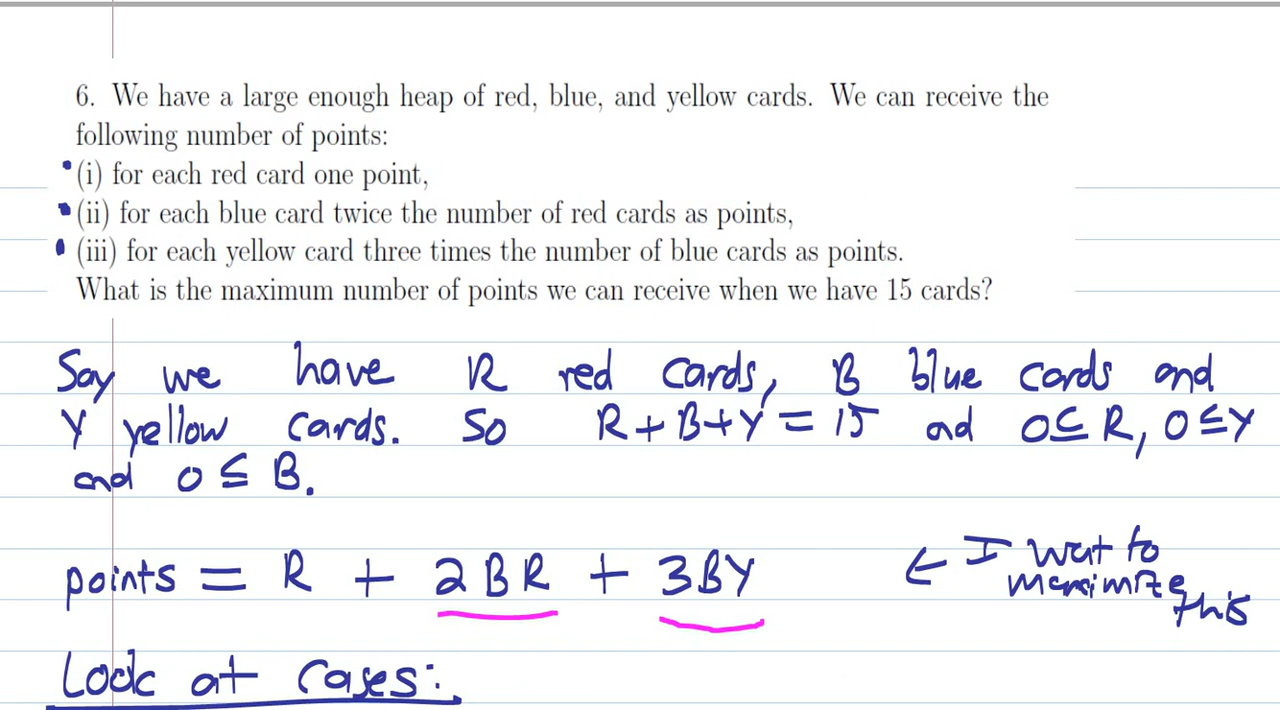 6. We have a large enough heap of red, blue, and yellow cards. We can receive the
following number of points:
(i) for each red card one point,
(ii) for each blue card twice the number of red cards as points,
(iii) for each yellow card three times the number of blue cards as points.
What is the maximum number of points we can receive when we have 15 cards?
Say we have R red cards, B blue cards and
Y yellow cards. So R+B+Y = 15 and 0≤R, 0≤Y
and 0 ≤ B.
points = R + 2BR + 3BY ← I want to
maximize
this
Look at cases: